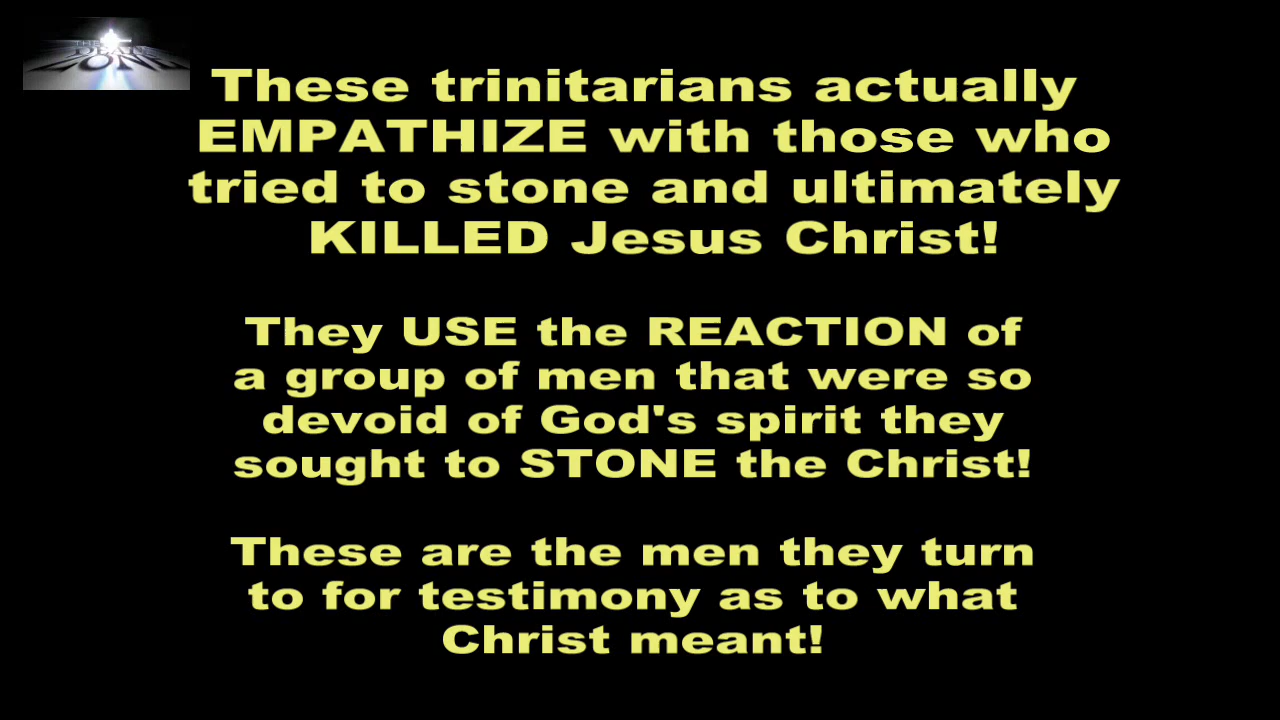 THE
ZONE
These trinitarians actually
EMPATHIZE with those who
tried to stone and ultimately
KILLED Jesus Christ!
They USE the REACTION of
a group of men that were so
devoid of God's spirit they
sought to STONE the Christ!
These are the men they turn
to for testimony as to what
Christ meant!